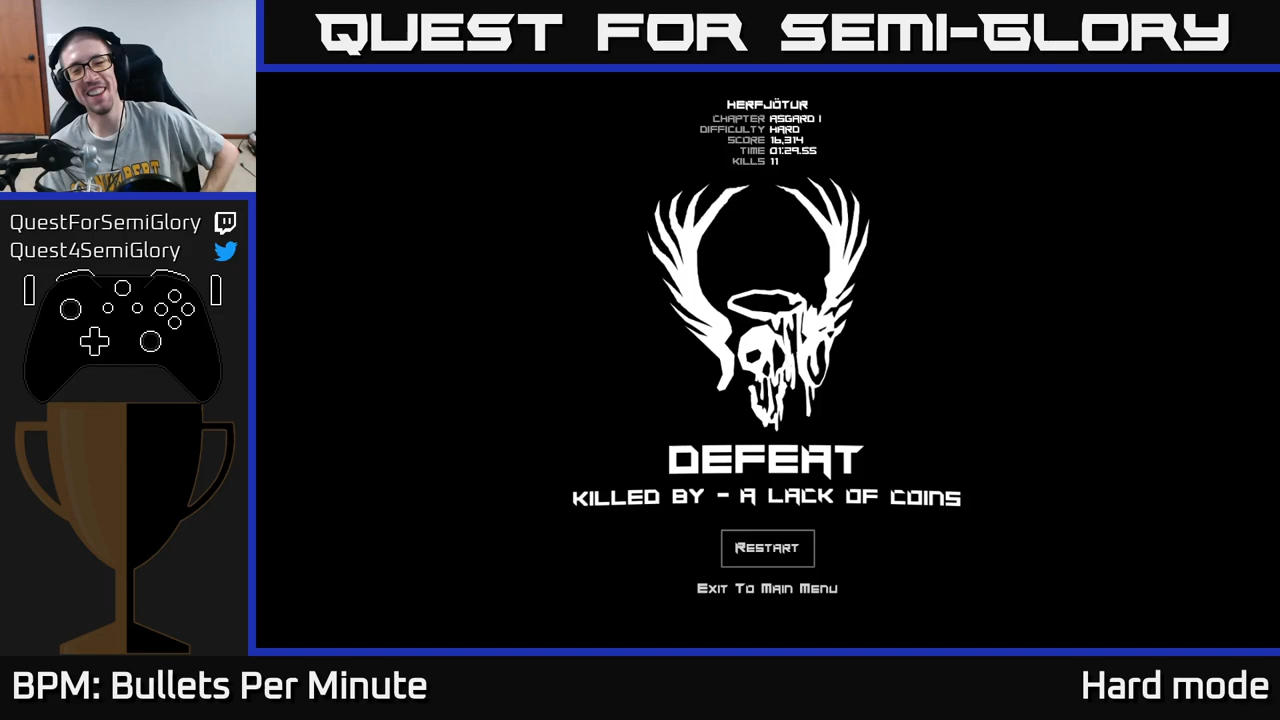 QUEST FOR SEMI-GLORY
QuestForSemiGlory
Quest4SemiGlory
HERFJÖTUR
CHAPTER ASGARD I
DIFFICULTY HARD
SCORE 16,314
TIME 01:29.55
KILLS 11
DEFEAT
KILLED BY - A LACK OF COINS
RESTART
EXIT TO MAIN MENU
BPM: Bullets Per Minute
Hard mode